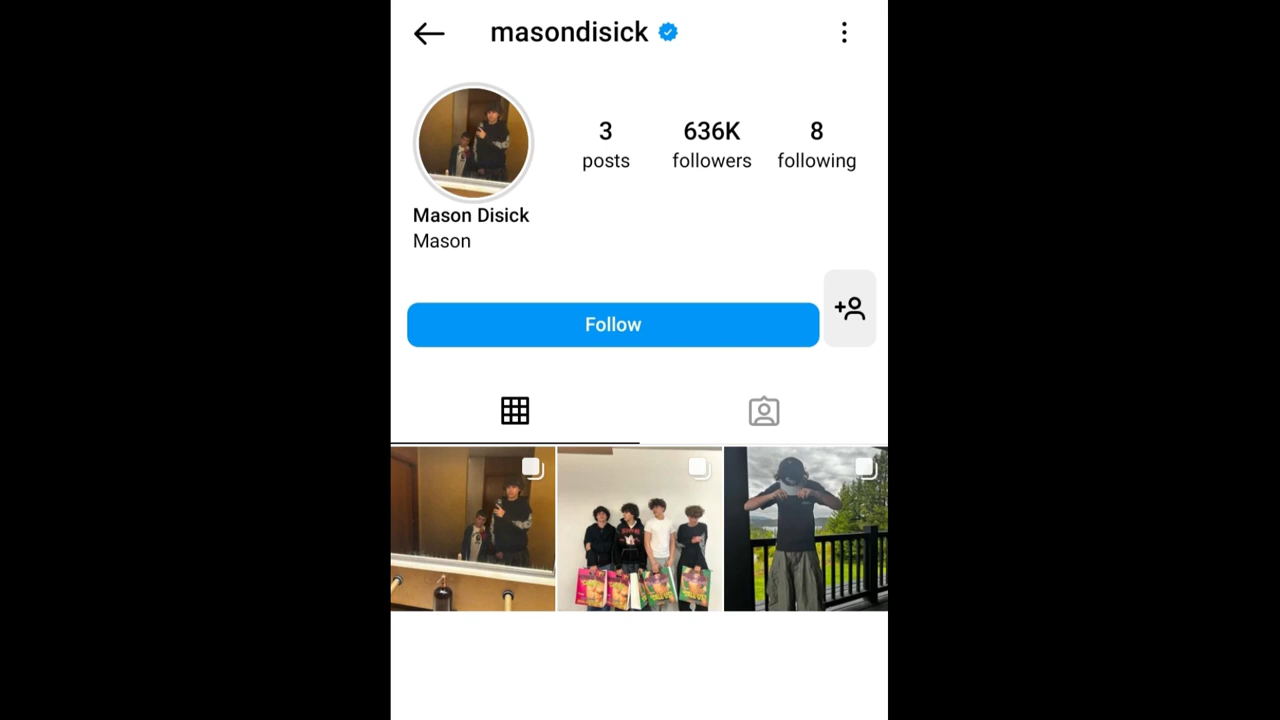 masondisick
3 636K 8
posts followers following
Mason Disick
Mason
Follow